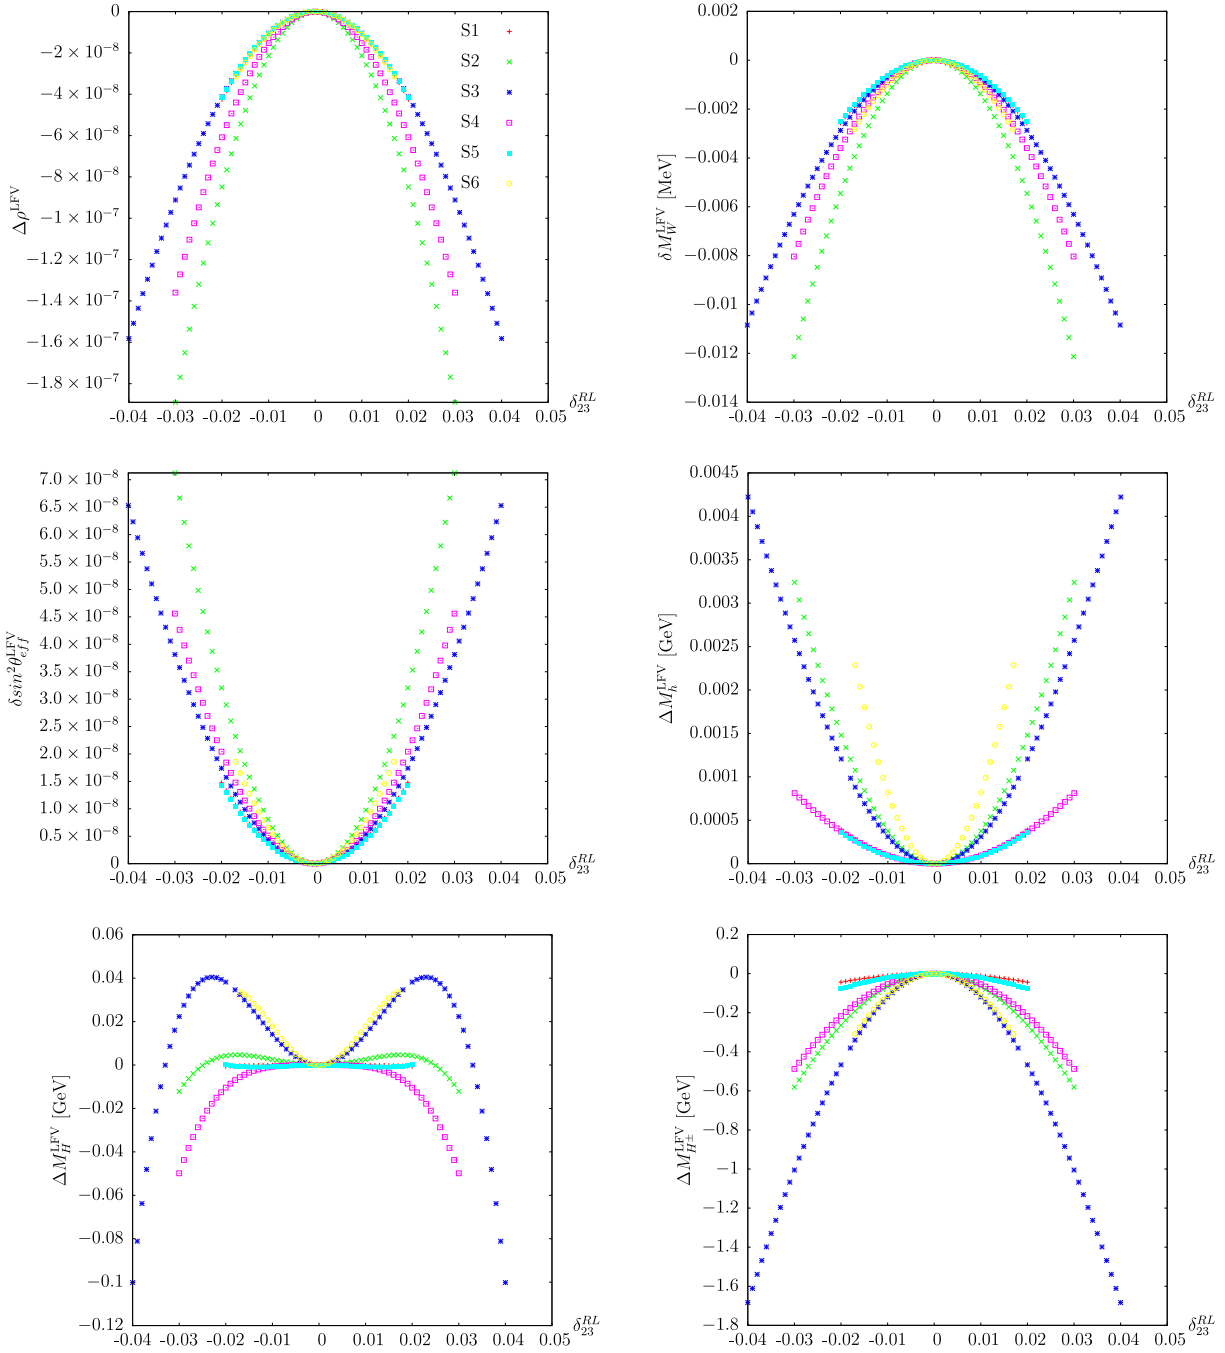 0
−2 × 10⁻⁸
−4 × 10⁻⁸
−6 × 10⁻⁸
−8 × 10⁻⁸
−1 × 10⁻⁷
−1.2 × 10⁻⁷
−1.4 × 10⁻⁷
−1.6 × 10⁻⁷
−1.8 × 10⁻⁷
Δρ^LFV
S1
S2
S3
S4
S5
S6
-0.04 -0.03 -0.02 -0.01 0 0.01 0.02 0.03 0.04 0.05 δ₂₃^RL
0.002
0
−0.002
−0.004
−0.006
−0.008
−0.01
−0.012
−0.014
δM_W^LFV [MeV]
-0.04 -0.03 -0.02 -0.01 0 0.01 0.02 0.03 0.04 0.05 δ₂₃^RL
7.0 × 10⁻⁸
6.5 × 10⁻⁸
6.0 × 10⁻⁸
5.5 × 10⁻⁸
5.0 × 10⁻⁸
4.5 × 10⁻⁸
4.0 × 10⁻⁸
3.5 × 10⁻⁸
3.0 × 10⁻⁸
2.5 × 10⁻⁸
2.0 × 10⁻⁸
1.5 × 10⁻⁸
1.0 × 10⁻⁸
0.5 × 10⁻⁸
0
δsin²θ_eff^LFV
-0.04 -0.03 -0.02 -0.01 0 0.01 0.02 0.03 0.04 0.05 δ₂₃^RL
0.0045
0.004
0.0035
0.003
0.0025
0.002
0.0015
0.001
0.0005
0
ΔM_h^LFV [GeV]
-0.04 -0.03 -0.02 -0.01 0 0.01 0.02 0.03 0.04 0.05 δ₂₃^RL
0.06
0.04
0.02
0
−0.02
−0.04
−0.06
−0.08
−0.1
−0.12
ΔM_H^LFV [GeV]
-0.04 -0.03 -0.02 -0.01 0 0.01 0.02 0.03 0.04 0.05 δ₂₃^RL
0.2
0
−0.2
−0.4
−0.6
−0.8
−1
−1.2
−1.4
−1.6
−1.8
ΔM_H±^LFV [GeV]
-0.04 -0.03 -0.02 -0.01 0 0.01 0.02 0.03 0.04 0.05 δ₂₃^RL